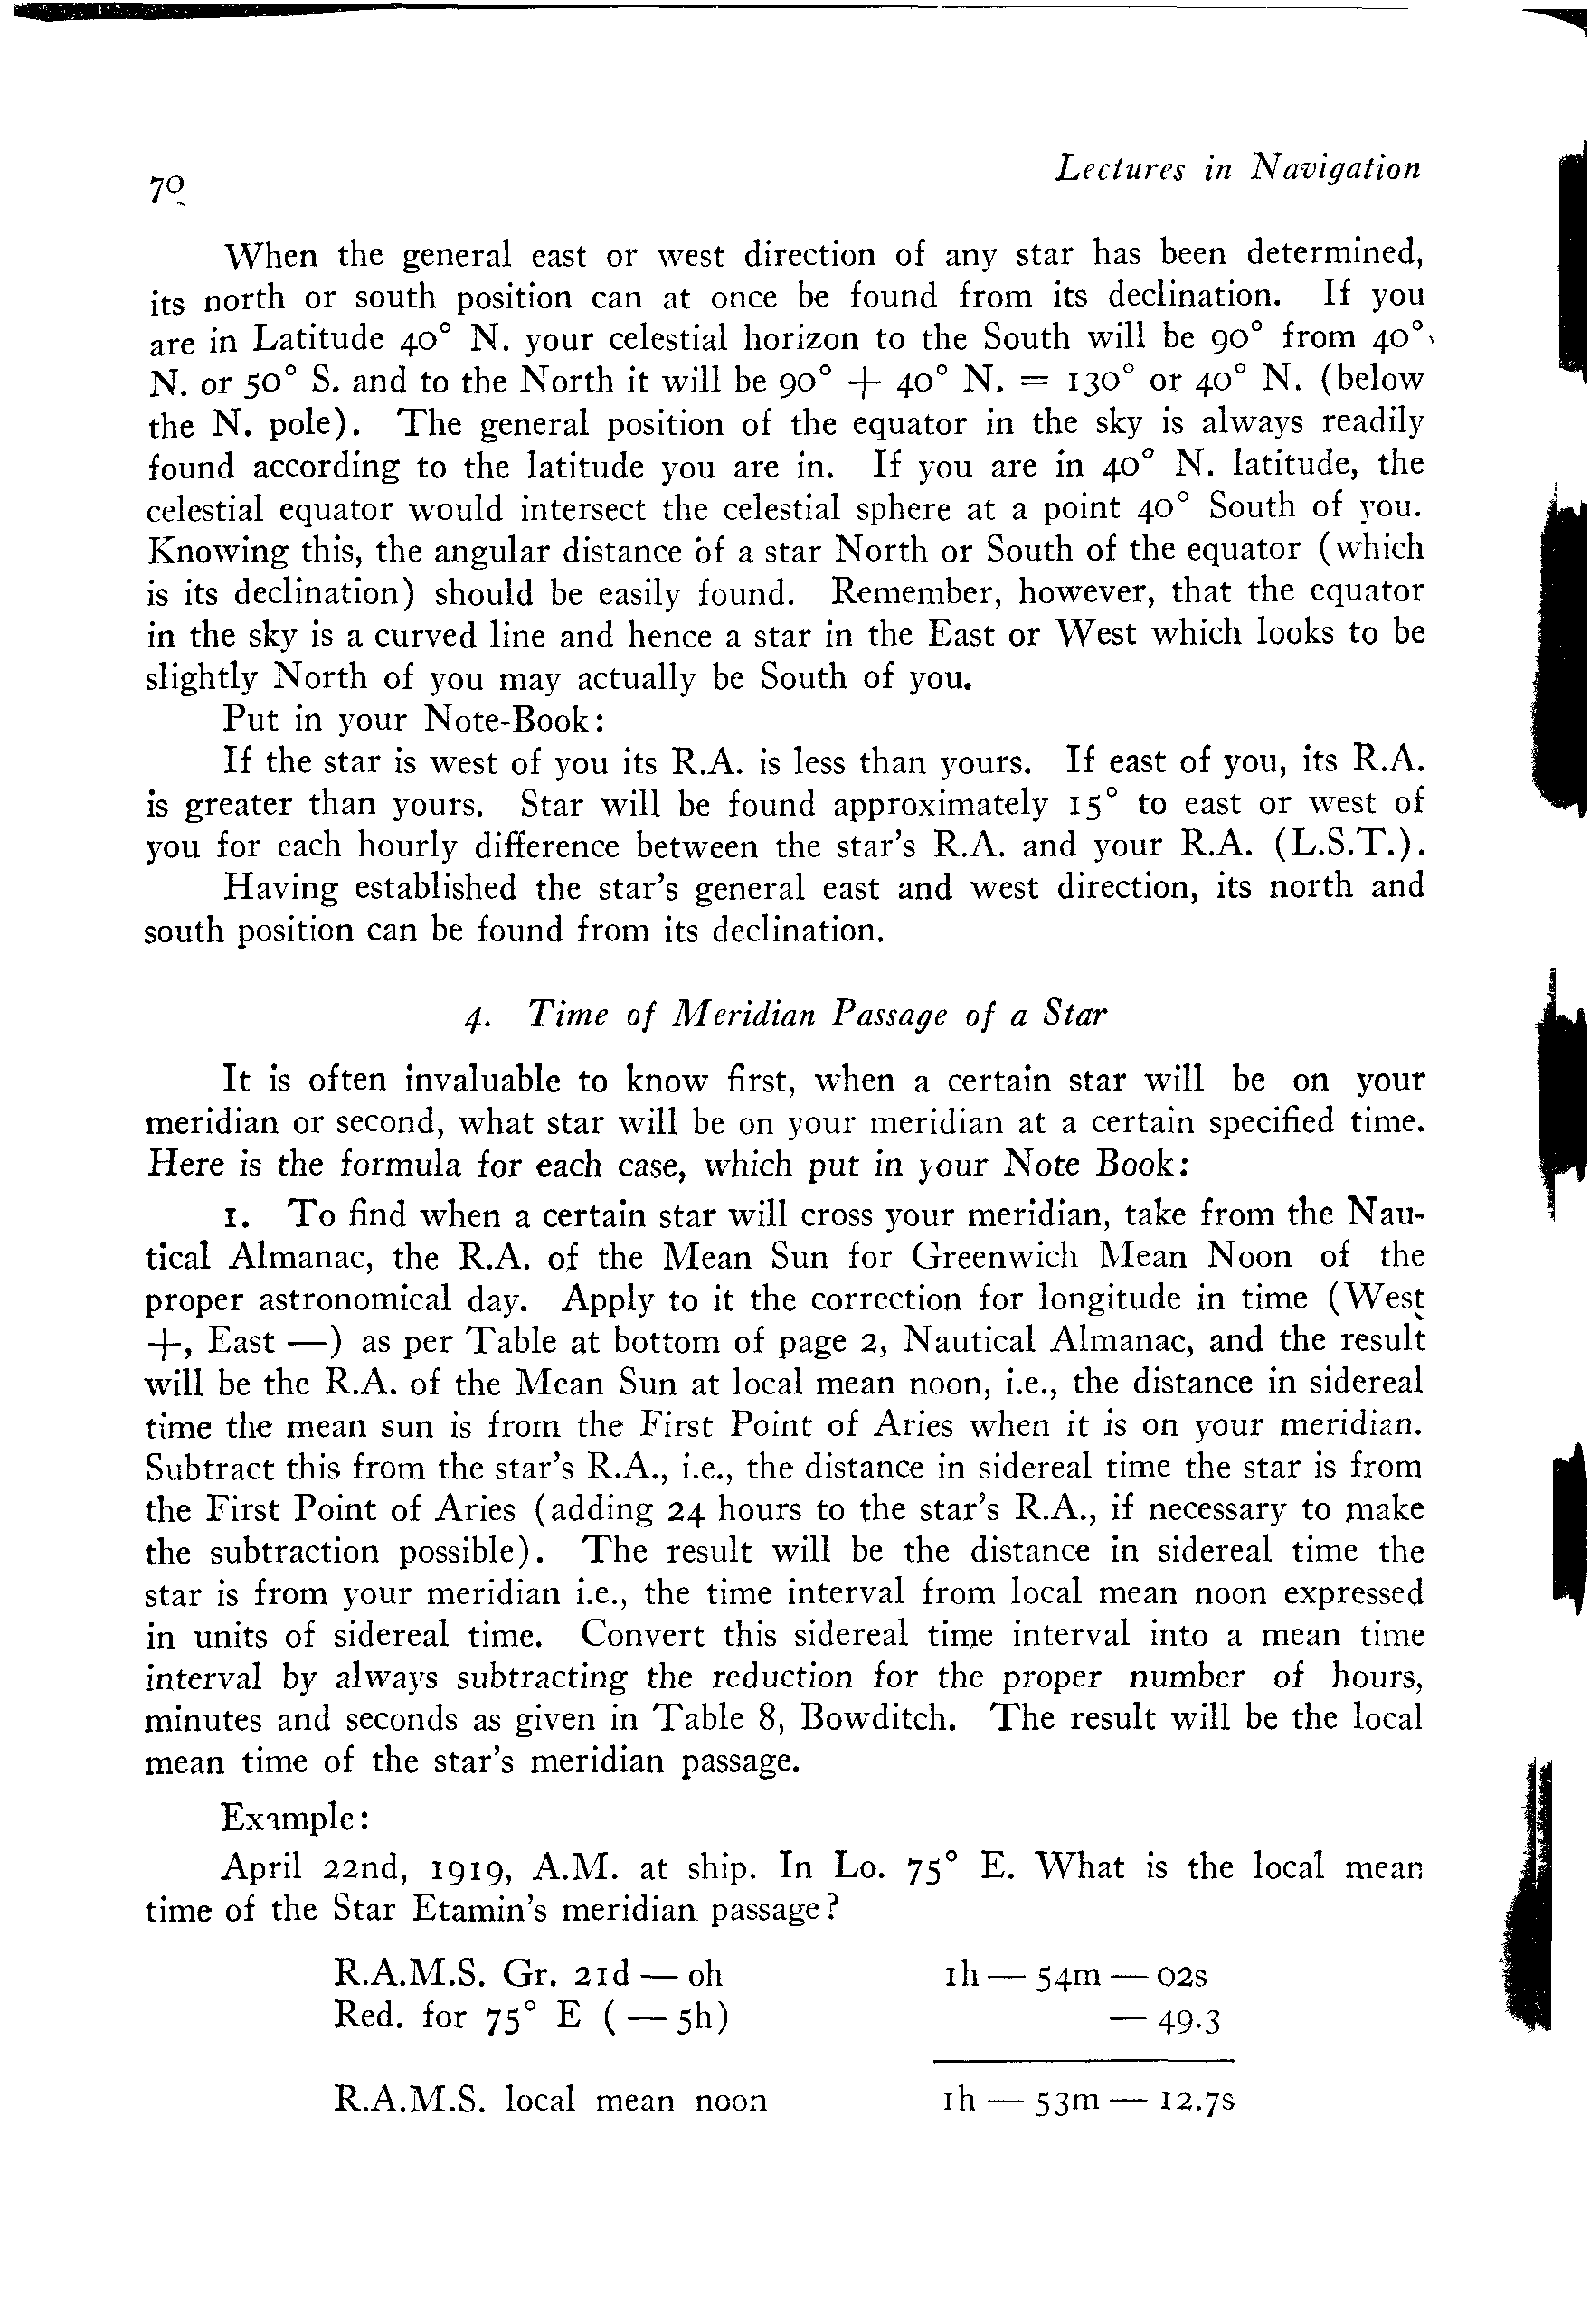 70
Lectures in Navigation
When the general east or west direction of any star has been determined,
its north or south position can at once be found from its declination. If you
are in Latitude 40° N. your celestial horizon to the South will be 90° from 40°
N. or 50° S. and to the North it will be 90° + 40° N. = 130° or 40° N. (below
the N. pole). The general position of the equator in the sky is always readily
found according to the latitude you are in. If you are in 40° N. latitude, the
celestial equator would intersect the celestial sphere at a point 40° South of you.
Knowing this, the angular distance of a star North or South of the equator (which
is its declination) should be easily found. Remember, however, that the equator
in the sky is a curved line and hence a star in the East or West which looks to be
slightly North of you may actually be South of you.
Put in your Note-Book:
If the star is west of you its R.A. is less than yours. If east of you, its R.A.
is greater than yours. Star will be found approximately 15° to east or west of
you for each hourly difference between the star's R.A. and your R.A. (L.S.T.).
Having established the star's general east and west direction, its north and
south position can be found from its declination.
4. Time of Meridian Passage of a Star
It is often invaluable to know first, when a certain star will be on your
meridian or second, what star will be on your meridian at a certain specified time.
Here is the formula for each case, which put in your Note Book:
1. To find when a certain star will cross your meridian, take from the Nau-
tical Almanac, the R.A. of the Mean Sun for Greenwich Mean Noon of the
proper astronomical day. Apply to it the correction for longitude in time (West
+, East —) as per Table at bottom of page 2, Nautical Almanac, and the result
will be the R.A. of the Mean Sun at local mean noon, i.e., the distance in sidereal
time the mean sun is from the First Point of Aries when it is on your meridian.
Subtract this from the star's R.A., i.e., the distance in sidereal time the star is from
the First Point of Aries (adding 24 hours to the star's R.A., if necessary to make
the subtraction possible). The result will be the distance in sidereal time the
star is from your meridian i.e., the time interval from local mean noon expressed
in units of sidereal time. Convert this sidereal time interval into a mean time
interval by always subtracting the reduction for the proper number of hours,
minutes and seconds as given in Table 8, Bowditch. The result will be the local
mean time of the star's meridian passage.
Example:
April 22nd, 1919, A.M. at ship. In Lo. 75° E. What is the local mean
time of the Star Etamin's meridian passage?
R.A.M.S. Gr. 21d — 0h 1h — 54m — 02s
Red. for 75° E (— 5h) — 49.3
R.A.M.S. local mean noon 1h — 53m — 12.7s